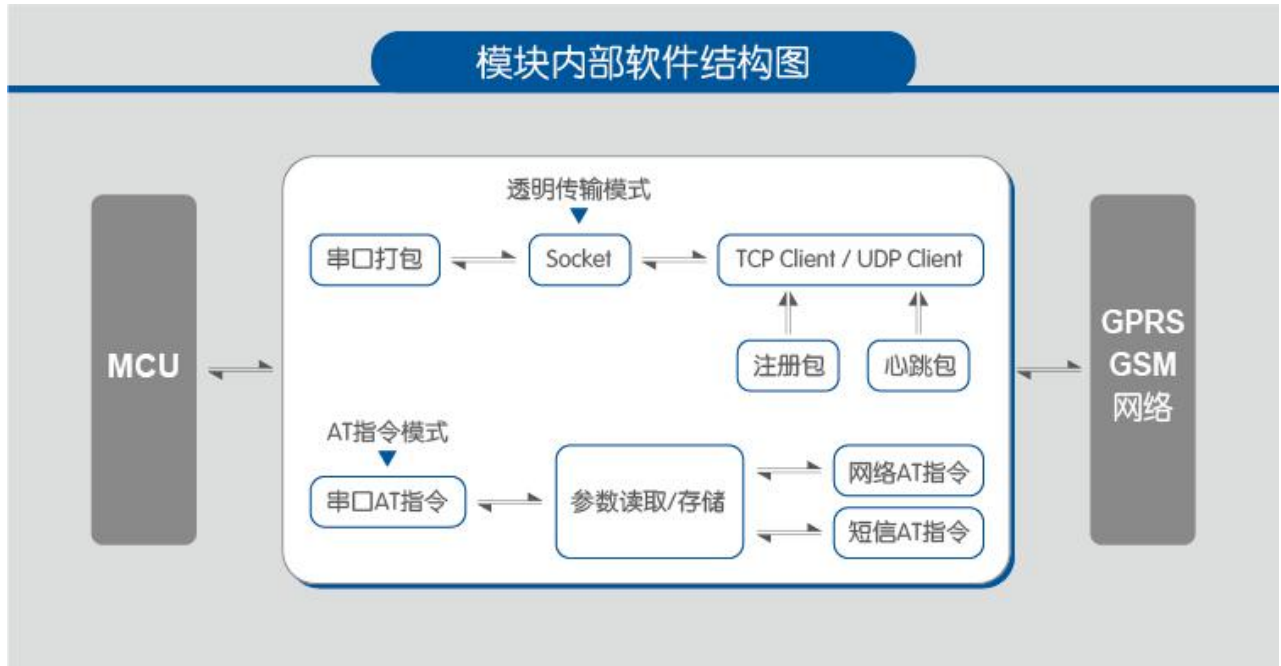 模块内部软件结构图
透明传输模式
串口打包
Socket
TCP Client / UDP Client
注册包
心跳包
MCU
GPRS
GSM
网络
AT指令模式
串口AT指令
参数读取/存储
网络AT指令
短信AT指令